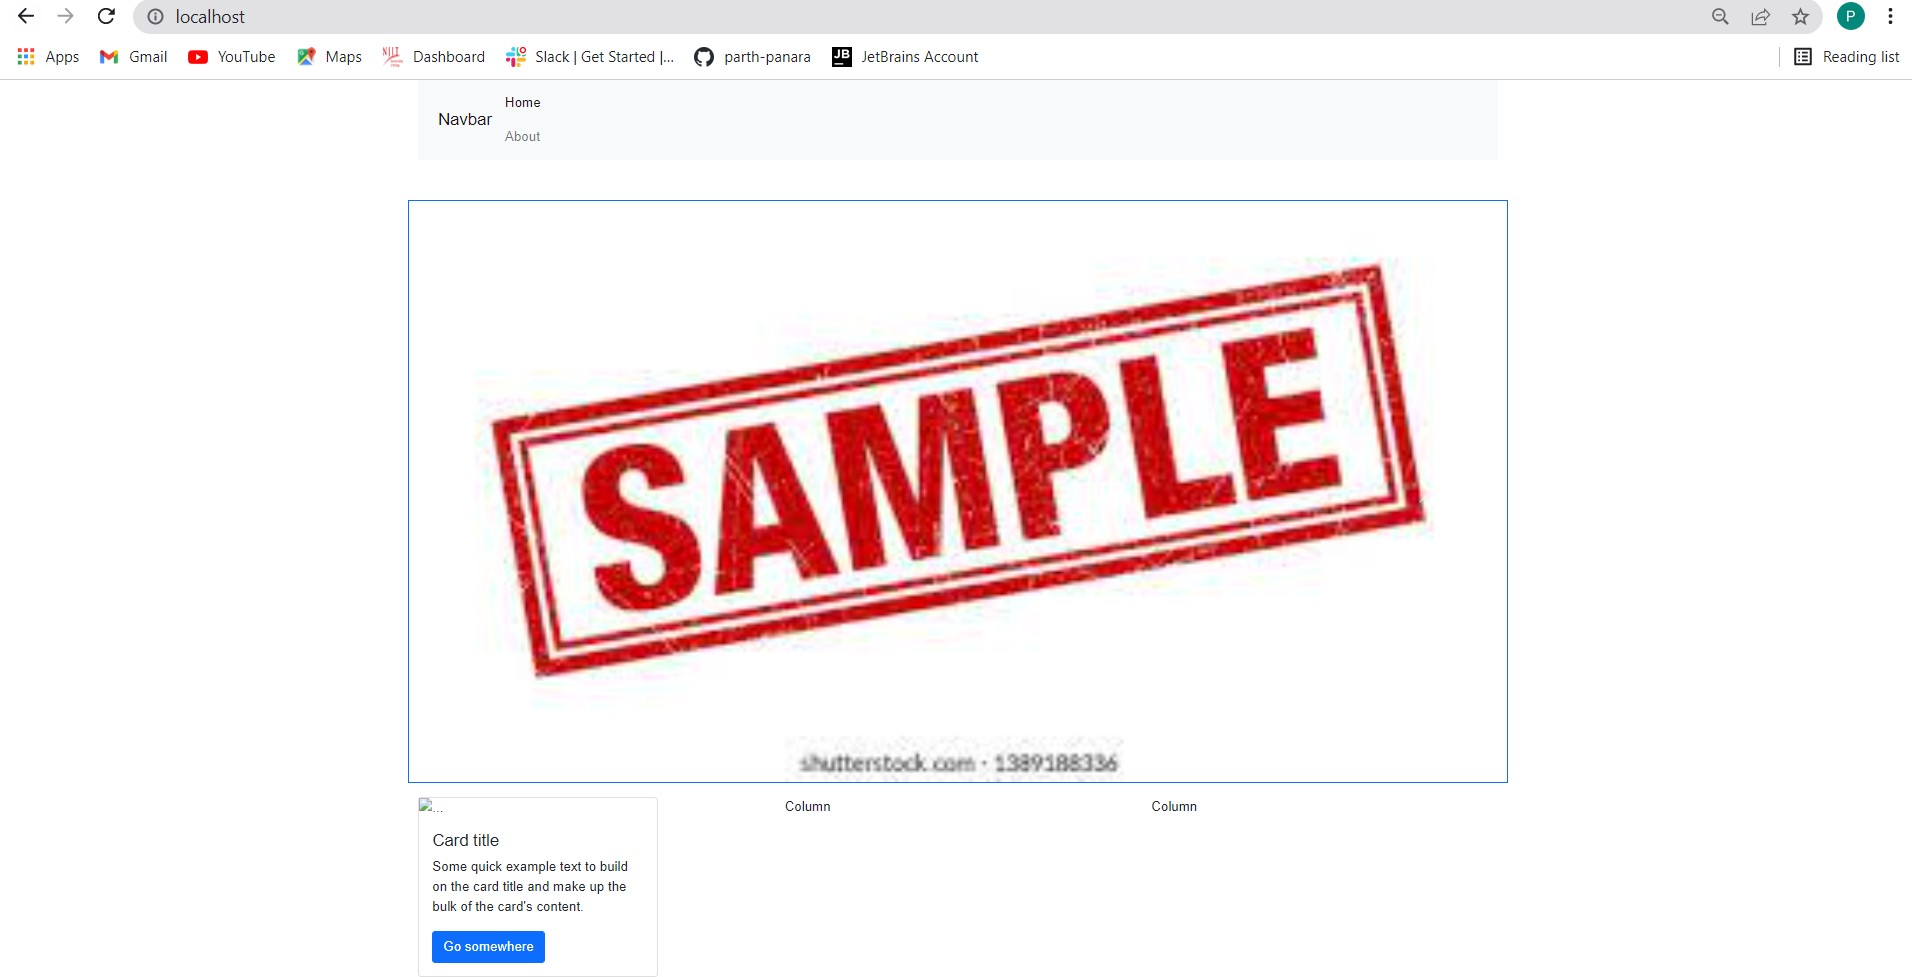 localhost
Apps Gmail YouTube Maps NIIT Dashboard Slack | Get Started |... parth-panara JB JetBrains Account Reading list
P
Home
Navbar
About
SAMPLE
shutterstock.com · 1389188336
...
Column Column
Card title
Some quick example text to build
on the card title and make up the
bulk of the card's content.
Go somewhere